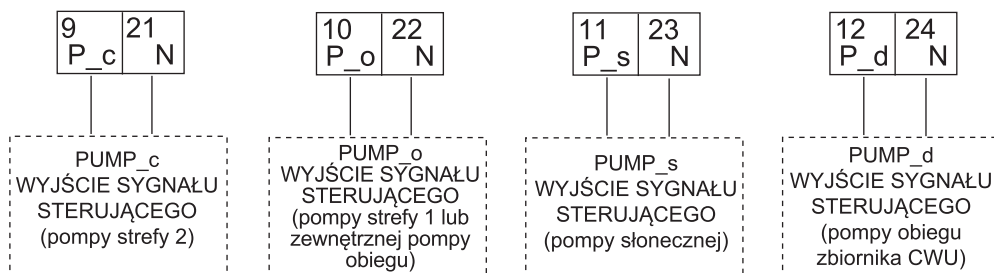 9 21
P_c N
10 22
P_o N
11 23
P_s N
12 24
P_d N
PUMP_c
WYJŚCIE SYGNAŁU
STERUJĄCEGO
(pompy strefy 2)
PUMP_o
WYJŚCIE SYGNAŁU
STERUJĄCEGO
(pompy strefy 1 lub
zewnętrznej pompy
obiegu)
PUMP_s
WYJŚCIE SYGNAŁU
STERUJĄCEGO
(pompy słonecznej)
PUMP_d
WYJŚCIE SYGNAŁU
STERUJĄCEGO
(pompy obiegu
zbiornika CWU)